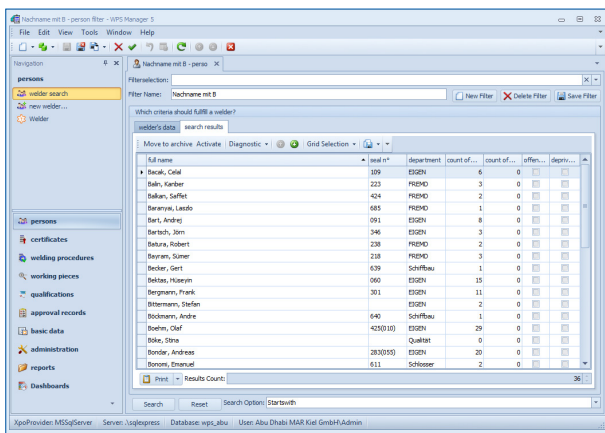 Nachname mit B - person filter - WPS Manager 5
File Edit View Tools Window Help
Navigation
persons
welder search
new welder...
Welder
persons
certificates
welding procedures
working pieces
qualifications
approval records
basic data
administration
reports
Dashboards
Nachname mit B - perso
Filterselection:
Filter Name: Nachname mit B New Filter Delete Filter Save Filter
Which criteria should fullfill a welder?
welder's data search results
Move to archive Activate Diagnostic Grid Selection
full name seal n° department count of... count of... offen... depriv...
Bacak, Celal 109 EIGEN 6 0
Balin, Kanber 223 FREMD 3 0
Balkan, Saffet 424 FREMD 2 0
Baranyai, Laszlo 685 FREMD 1 0
Bart, Andrej 091 EIGEN 8 0
Bartsch, Jörn 346 EIGEN 3 0
Batura, Robert 238 FREMD 2 0
Bayram, Sümer 218 FREMD 3 0
Becker, Gert 639 Schiffbau 1 0
Bektas, Hüseym 060 EIGEN 15 0
Bergmann, Frank 301 EIGEN 11 0
Bittermann, Stefan EIGEN 2 0
Böckmann, Andre 640 Schiffbau 1 0
Boehm, Olaf 425(010) EIGEN 29 0
Böke, Stina Qualität 0 0
Bondar, Andreas 283(055) EIGEN 20 0
Bonomi, Emanuel 611 Schlosser 2 0
Print Results Count: 36
Search Reset Search Option: Startswith
XpoProvider: MSSqlServer Server: .\sqlexpress Database: wps_abu User: Abu Dhabi MAR Kiel GmbH\Admin